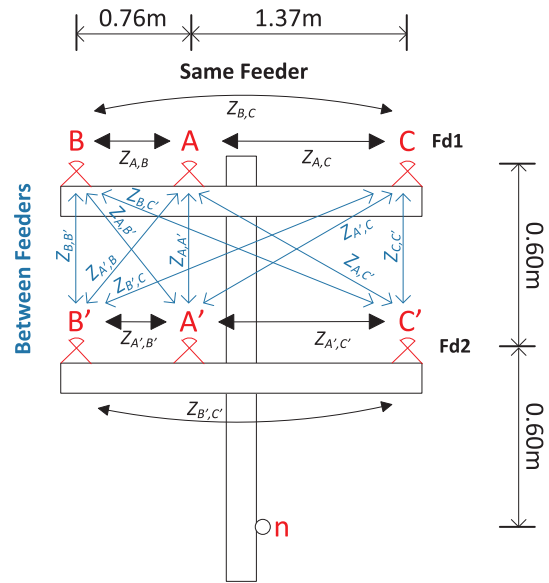 0.76m 1.37m
Same Feeder
Z_{B,C}
B A C Fd1
Z_{A,B} Z_{A,C}
Between Feeders
Z_{B,B'} Z_{A',B} Z_{A,B'} Z_{B,C'} Z_{B',C} Z_{A,A'} Z_{A',C} Z_{A,C'} Z_{C,C'}
0.60m
B' A' C'
Z_{A',B'} Z_{A',C'} Fd2
Z_{B',C'}
0.60m
n